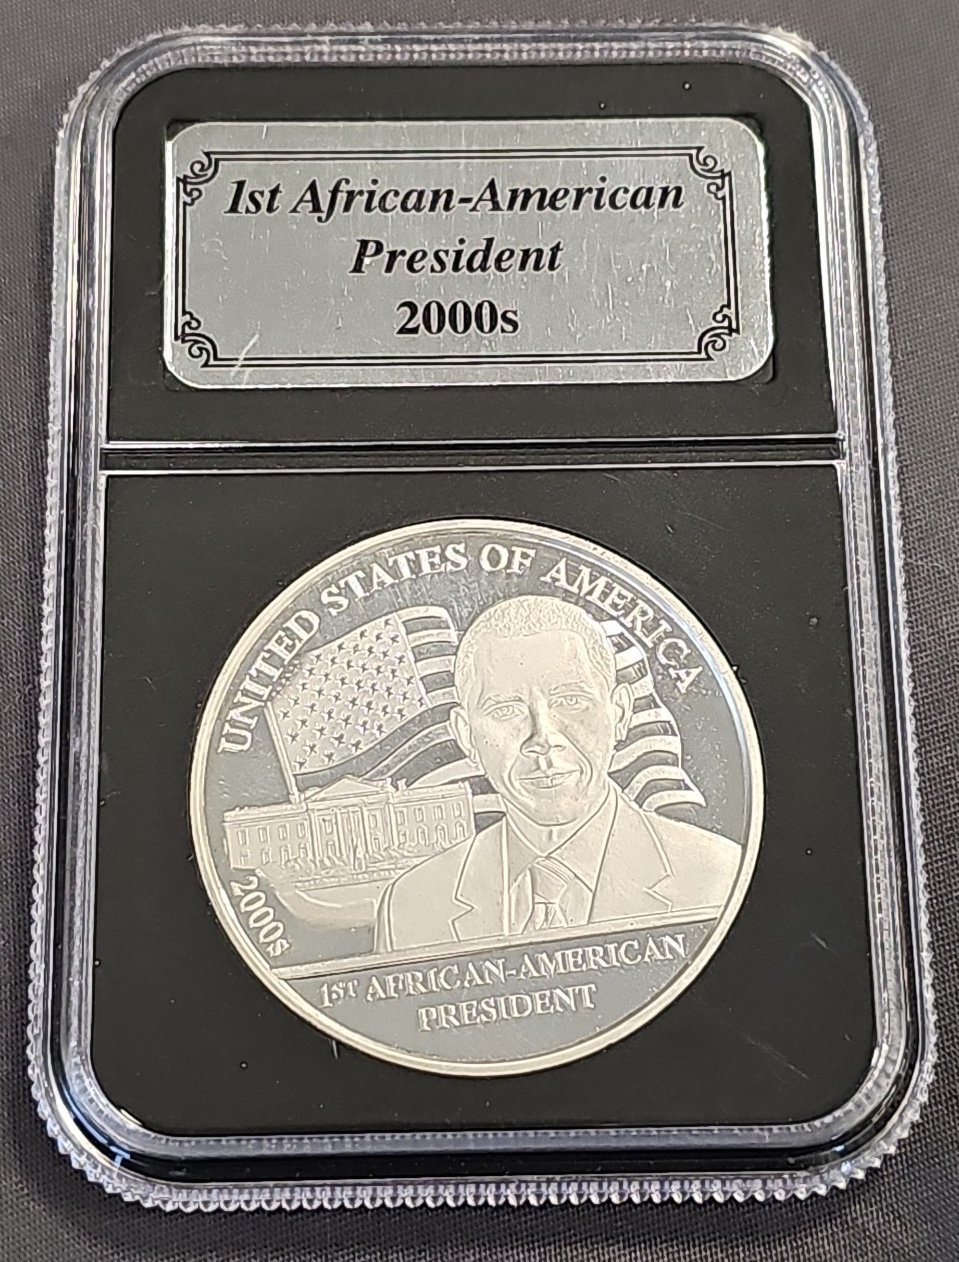 1st African-American
President
2000s
UNITED STATES OF AMERICA
2000s
1ST AFRICAN-AMERICAN
PRESIDENT